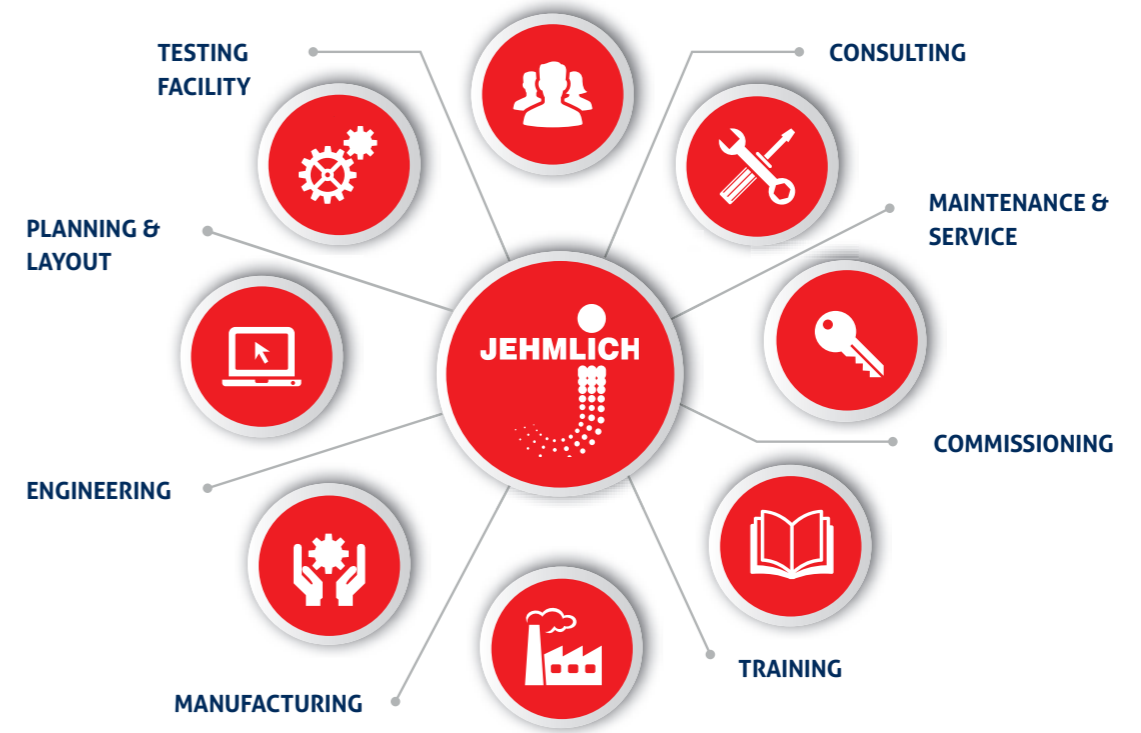 TESTING
FACILITY
CONSULTING
PLANNING &
LAYOUT
MAINTENANCE &
SERVICE
JEHMLICH
ENGINEERING
COMMISSIONING
MANUFACTURING
TRAINING